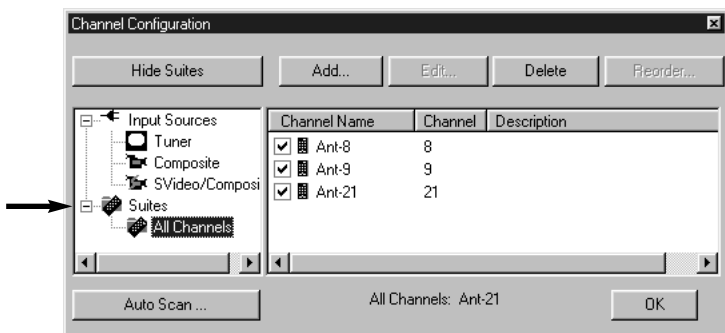 Channel Configuration
Hide Suites
Add...
Edit...
Delete
Reorder...
Input Sources
Tuner
Composite
SVideo/Composi
Suites
All Channels
Channel Name Channel Description
Ant-8 8
Ant-9 9
Ant-21 21
Auto Scan ...
All Channels: Ant-21
OK